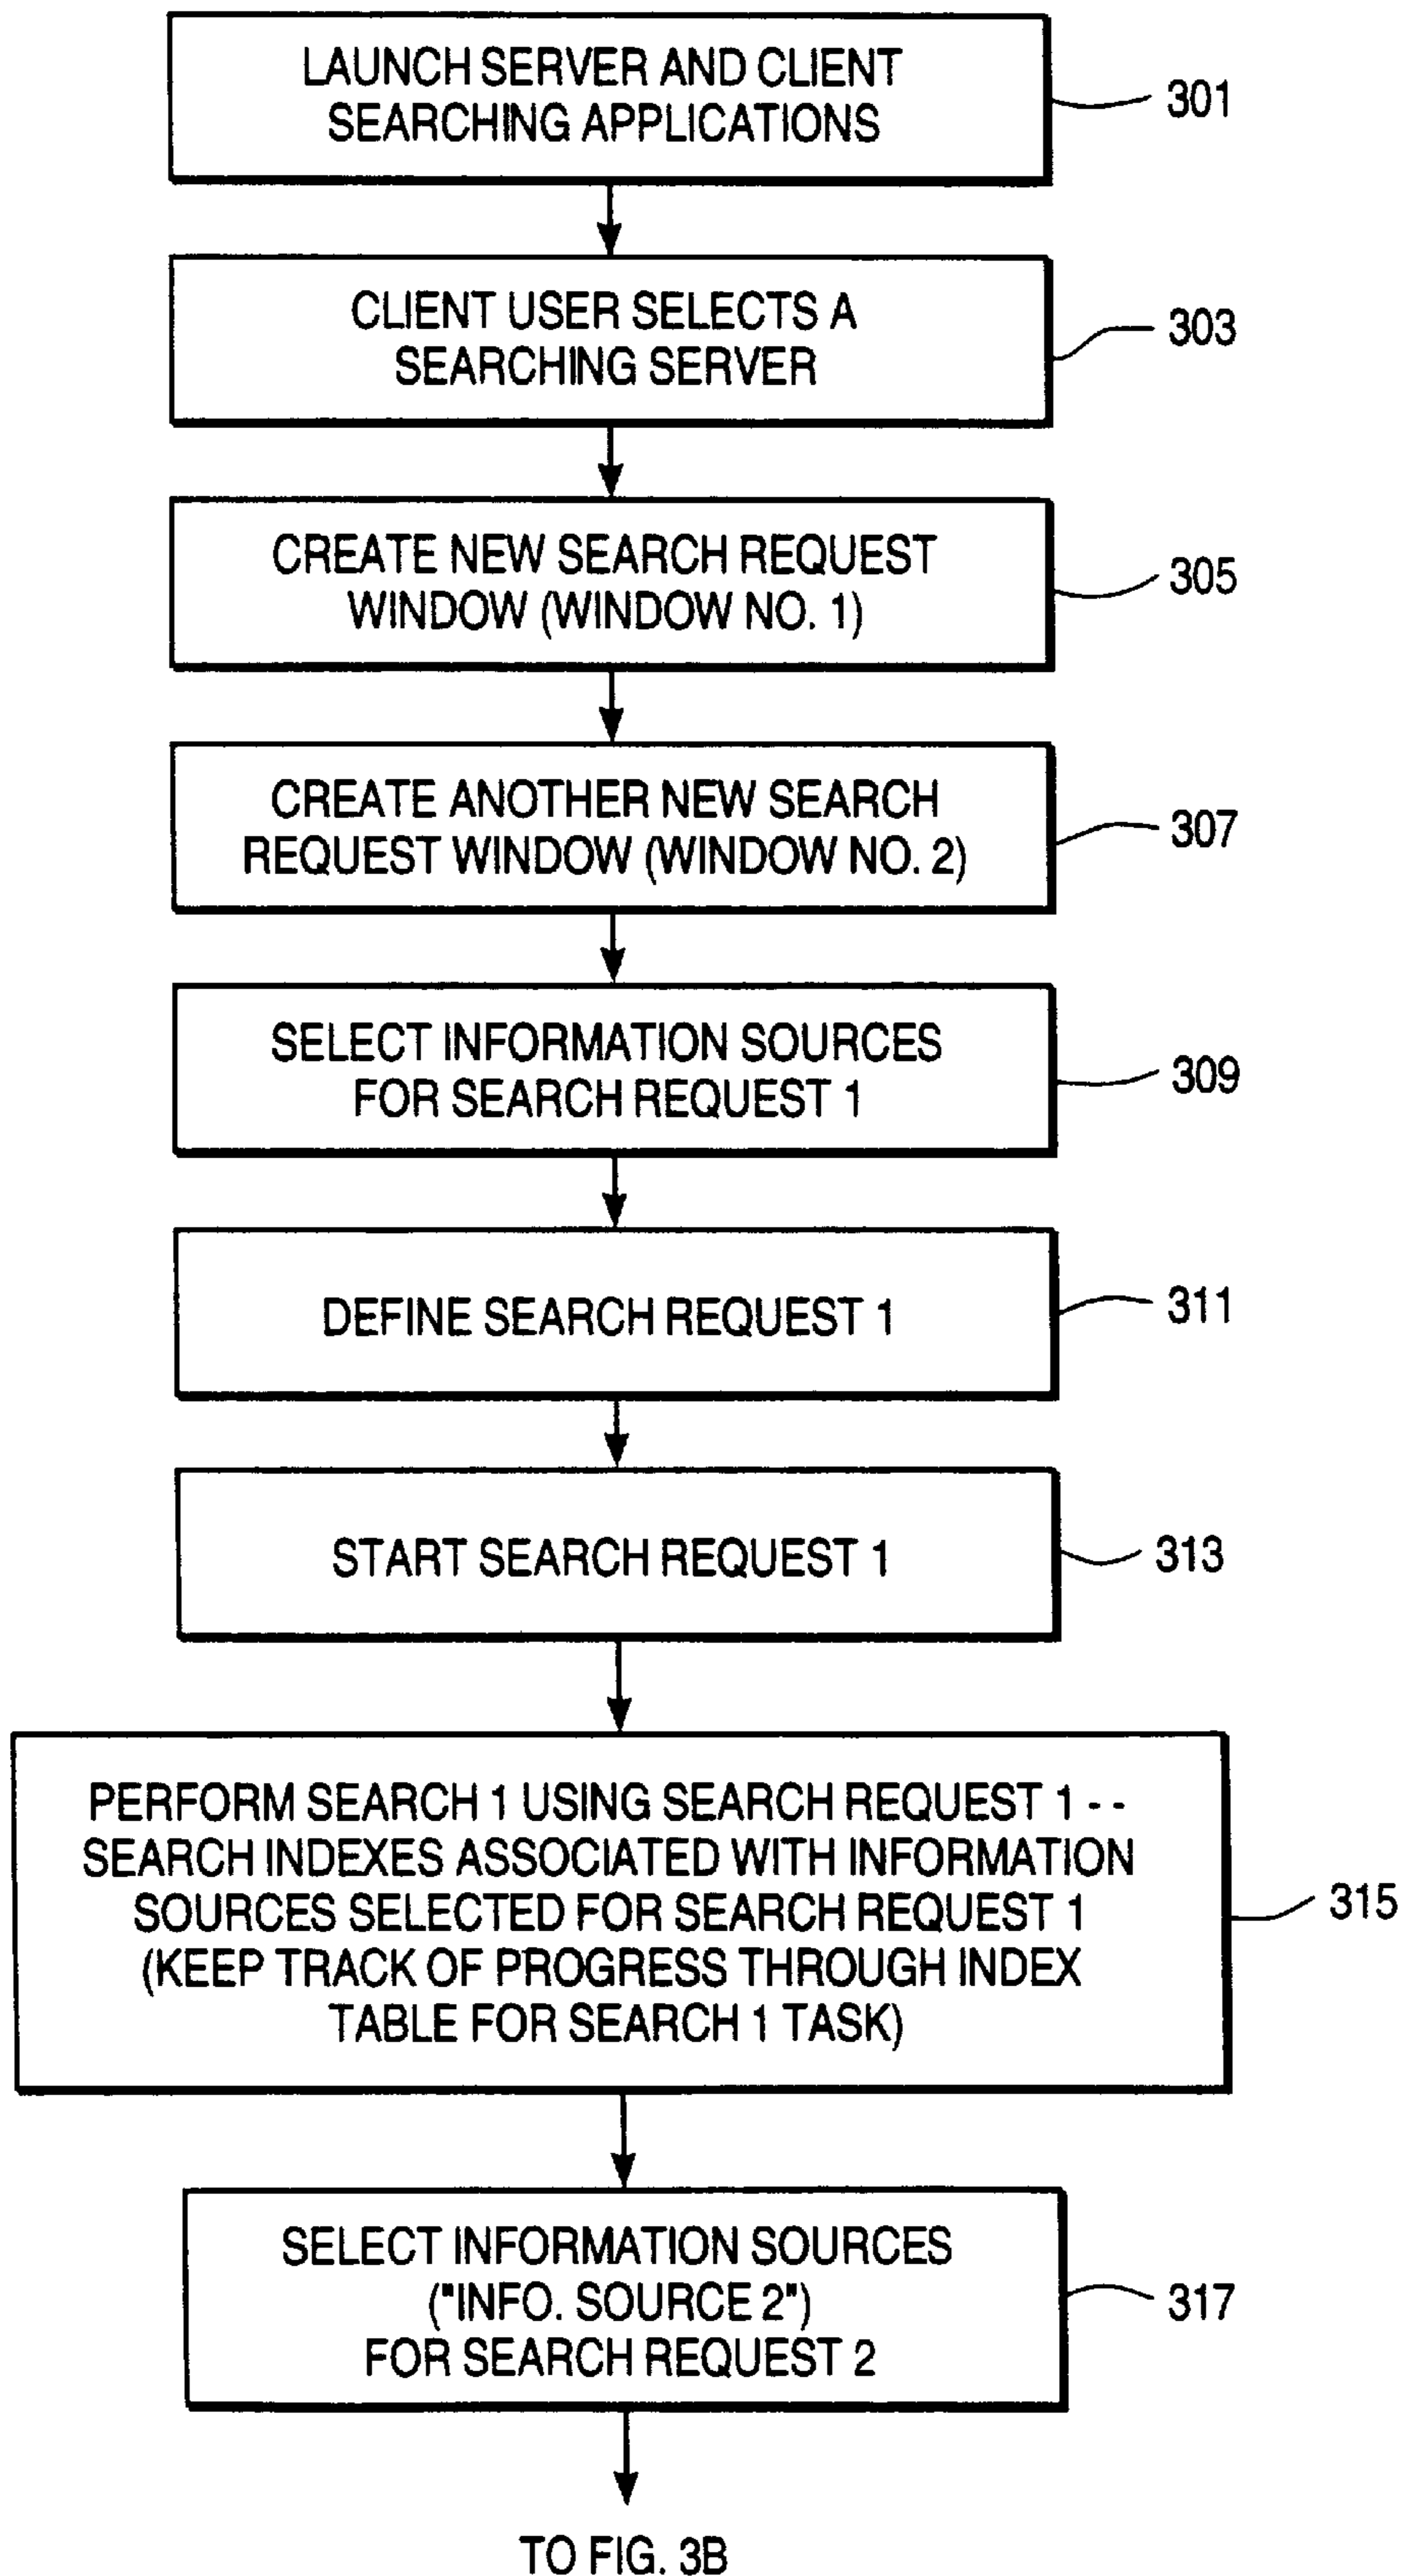 LAUNCH SERVER AND CLIENT
SEARCHING APPLICATIONS
301
CLIENT USER SELECTS A
SEARCHING SERVER
303
CREATE NEW SEARCH REQUEST
WINDOW (WINDOW NO. 1)
305
CREATE ANOTHER NEW SEARCH
REQUEST WINDOW (WINDOW NO. 2)
307
SELECT INFORMATION SOURCES
FOR SEARCH REQUEST 1
309
DEFINE SEARCH REQUEST 1
311
START SEARCH REQUEST 1
313
PERFORM SEARCH 1 USING SEARCH REQUEST 1 - -
SEARCH INDEXES ASSOCIATED WITH INFORMATION
SOURCES SELECTED FOR SEARCH REQUEST 1
(KEEP TRACK OF PROGRESS THROUGH INDEX
TABLE FOR SEARCH 1 TASK)
315
SELECT INFORMATION SOURCES
("INFO. SOURCE 2")
FOR SEARCH REQUEST 2
317
TO FIG. 3B